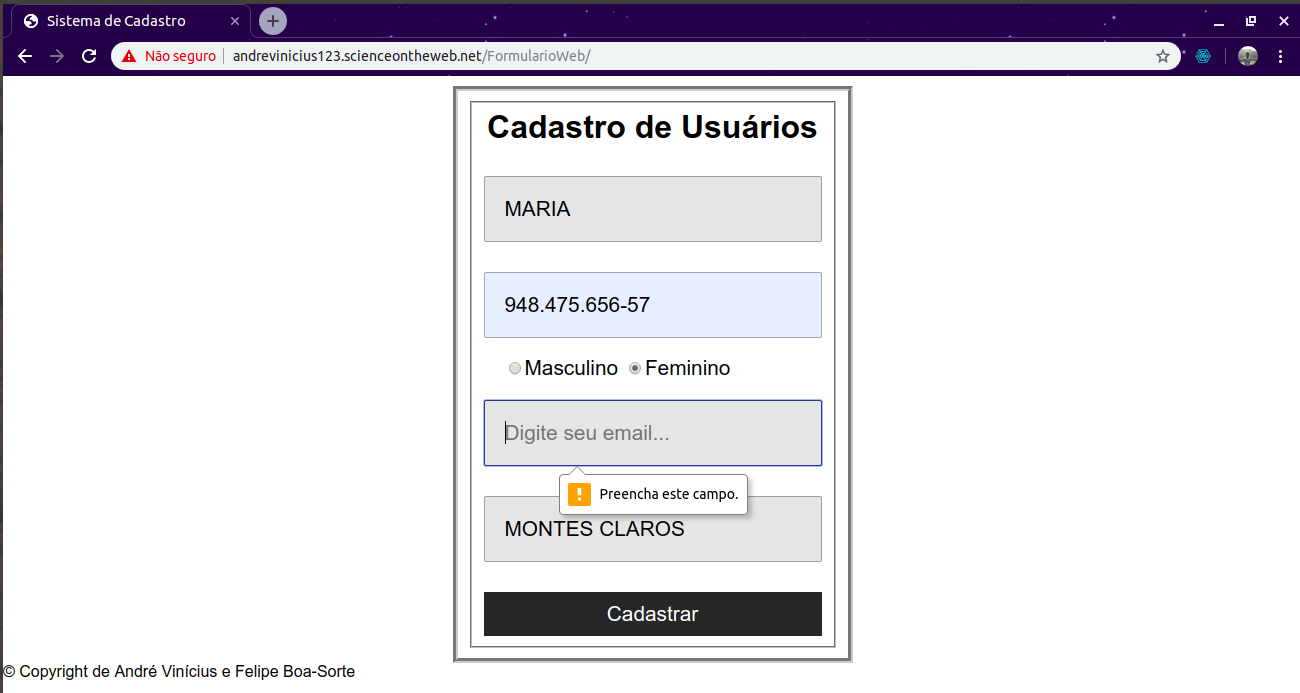 Sistema de Cadastro
Não seguro andrevinicius123.scienceontheweb.net/FormularioWeb/
Cadastro de Usuários
MARIA
948.475.656-57
Masculino Feminino
Digite seu email...
Preencha este campo.
MONTES CLAROS
Cadastrar
© Copyright de André Vinícius e Felipe Boa-Sorte